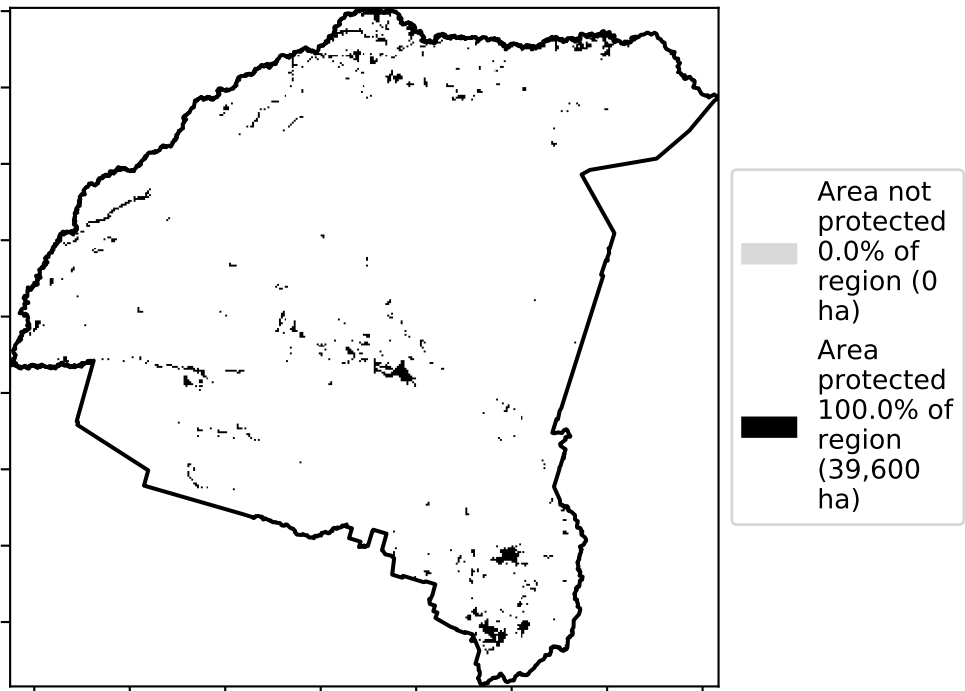 Area not
protected
0.0% of
region (0
ha)
Area
protected
100.0% of
region
(39,600
ha)